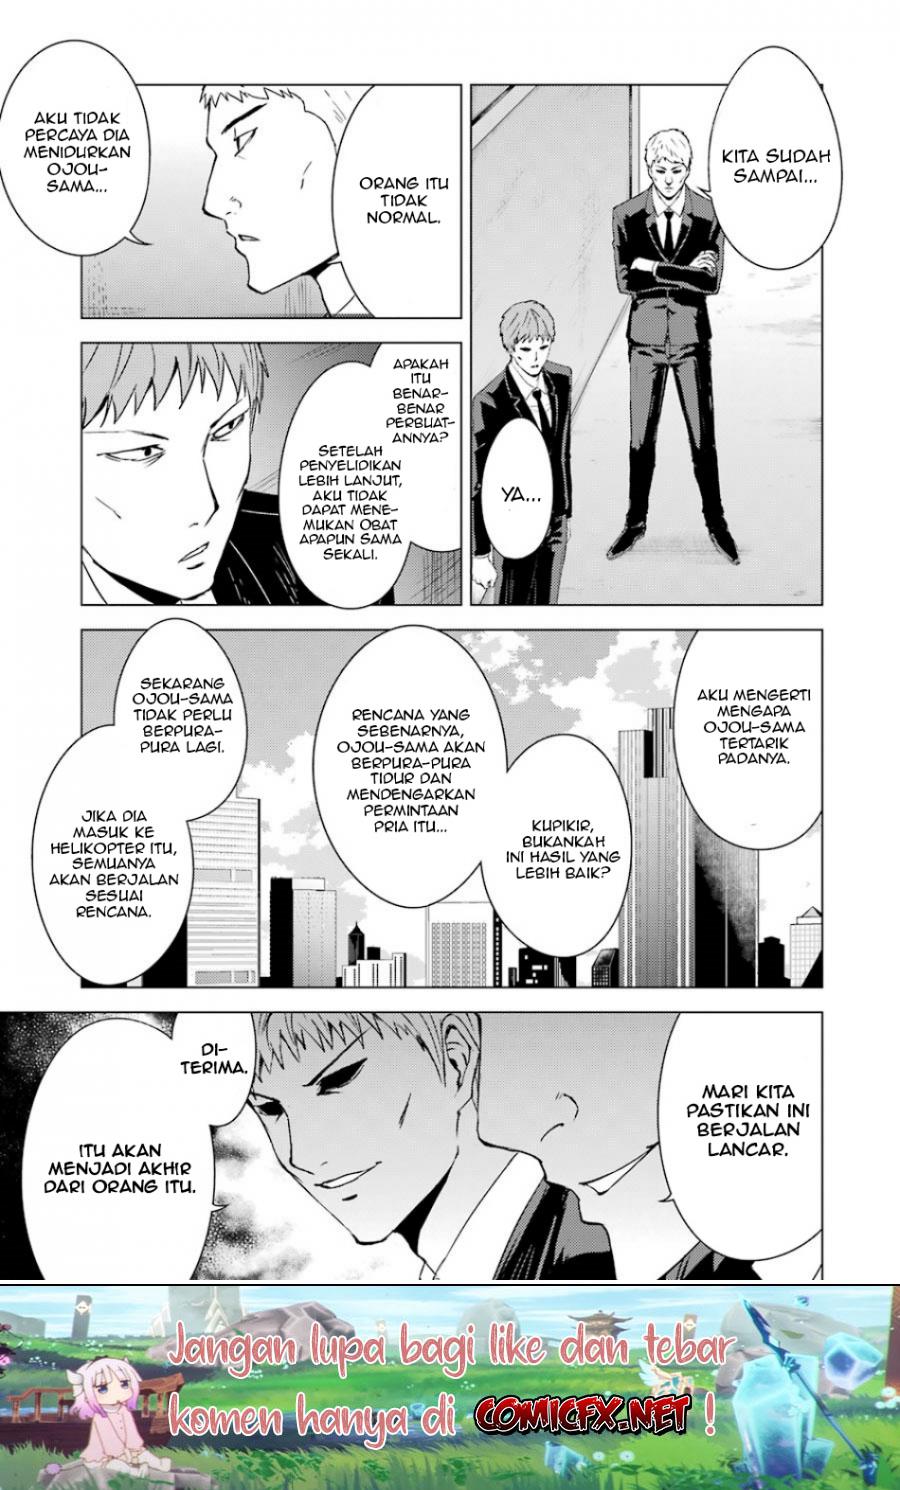 KITA SUDAH
SAMPAI...
YA...
ORANG ITU
TIDAK
NORMAL.
AKU TIDAK
PERCAYA DIA
MENIDURKAN
OJOU-
SAMA...
APAKAH
ITU
BENAR-
BENAR
PERBUAT-
ANNYA?
SETELAH
PENYELIDIKAN
LEBIH LANJUT,
AKU TIDAK
DAPAT MENE-
MUKAN OBAT
APAPUN SAMA
SEKALI.
AKU MENGERTI
MENGAPA
OJOU-SAMA
TERTARIK
PADANYA.
KUPIKIR,
BUKANKAH
INI HASIL YANG
LEBIH BAIK?
RENCANA YANG
SEBENARNYA,
OJOU-SAMA AKAN
BERPURA-PURA
TIDUR DAN
MENDENGARKAN
PERMINTAAN
PRIA ITU...
SEKARANG
OJOU-SAMA
TIDAK PERLU
BERPURA-
PURA LAGI.
JIKA DIA
MASUK KE
HELIKOPTER ITU,
SEMUANYA
AKAN BERJALAN
SESUAI
RENCANA.
MARI KITA
PASTIKAN INI
BERJALAN
LANCAR.
DI-
TERIMA.
ITU AKAN
MENJADI AKHIR
DARI ORANG ITU.
Jangan lupa bagi like dan tebar
komen hanya di COMICFX.NET !